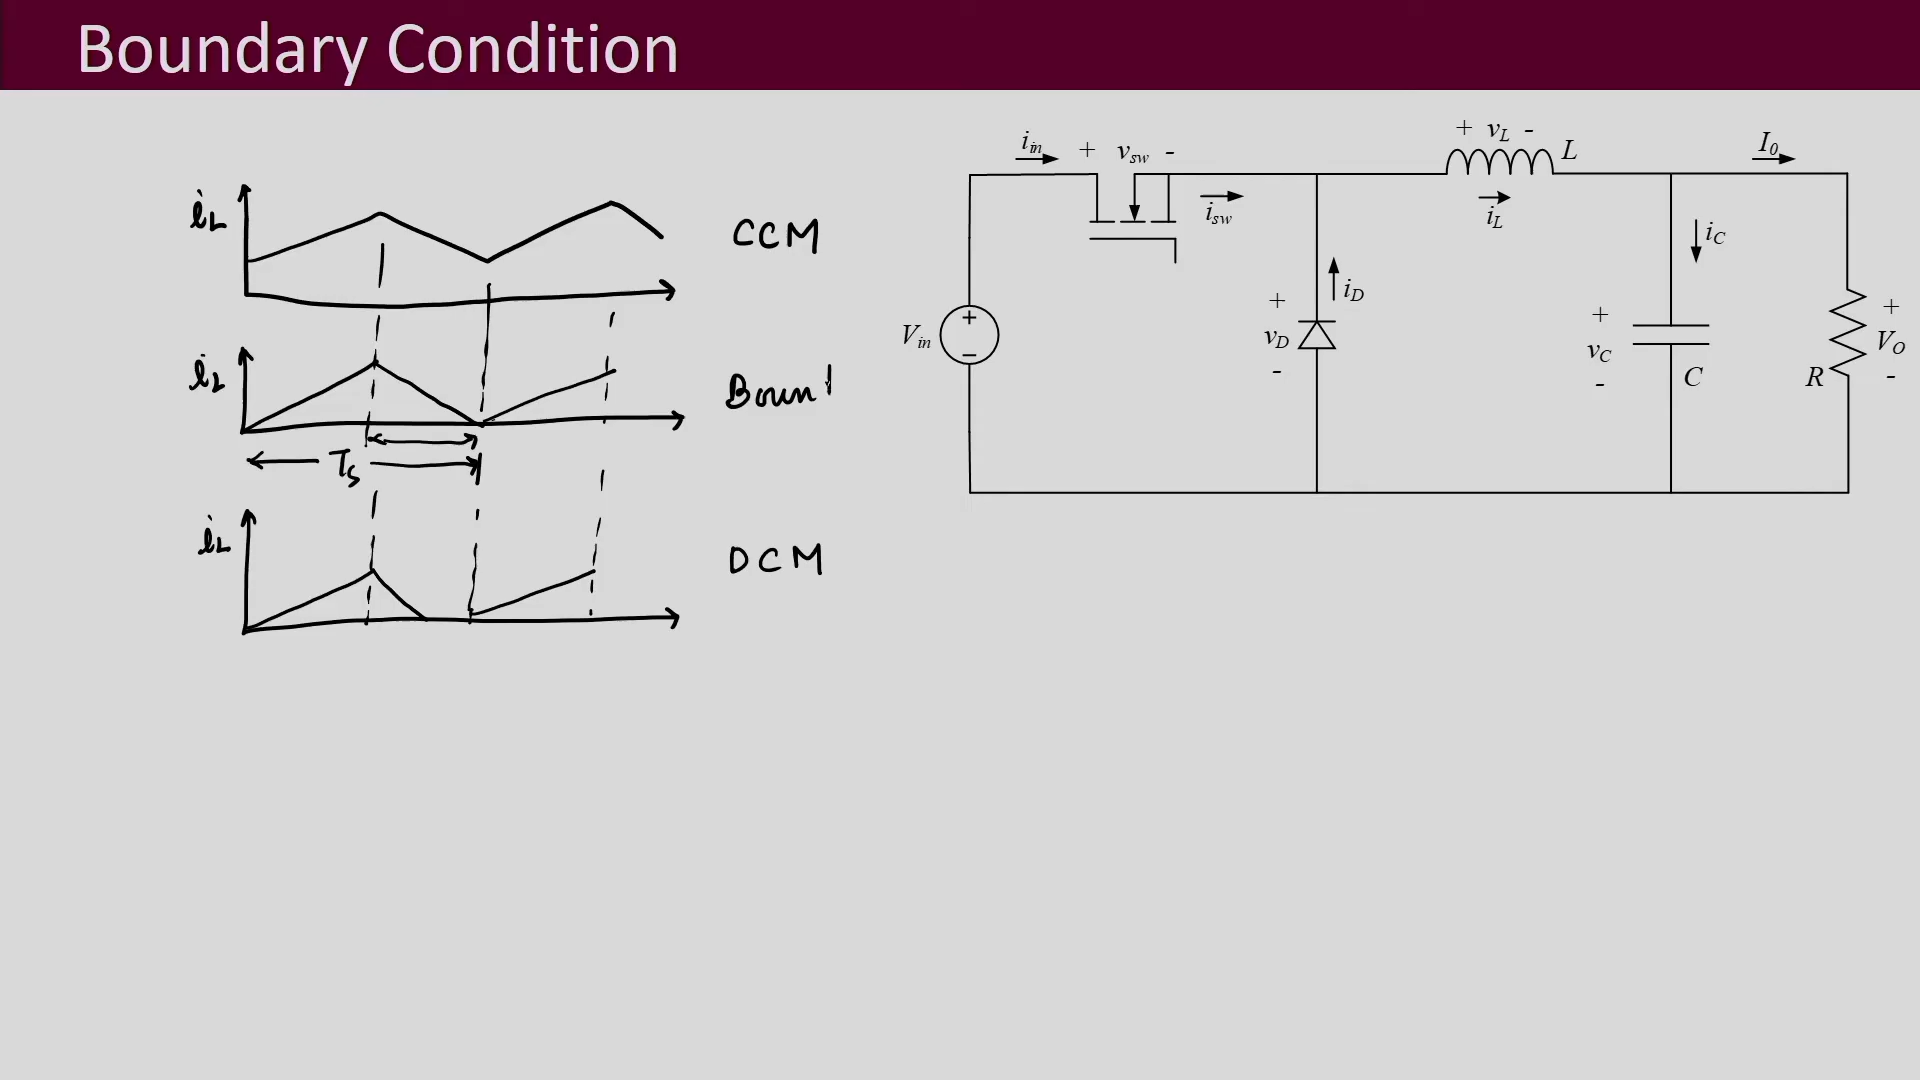 Boundary Condition
iL
CCM
iL
Boun
Ts
iL
DCM
iin
+ vsw -
isw
+ vL -
L
iL
I0
iC
iD
+
vD
-
Vin
+
−
+
vC
-
C
R
+
VO
-